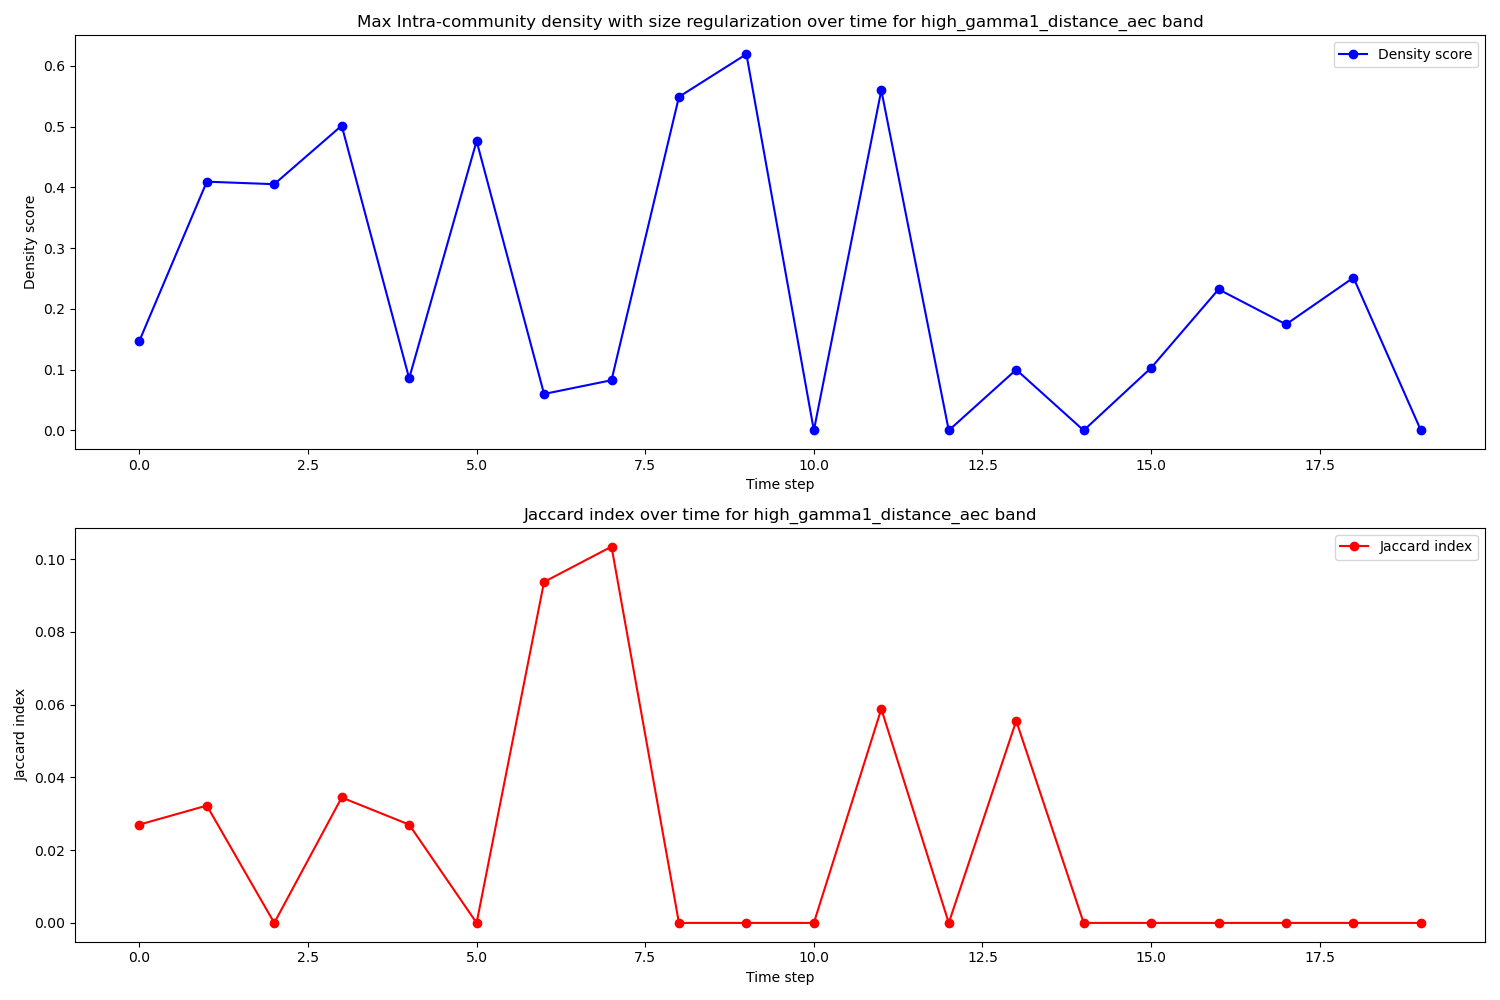 Max Intra-community density with size regularization over time for high_gamma1_distance_aec band
Density score
0.6
0.5
0.4
0.3
0.2
0.1
0.0
Density score
0.0 2.5 5.0 7.5 10.0 12.5 15.0 17.5
Time step
Jaccard index over time for high_gamma1_distance_aec band
Jaccard index
0.10
0.08
0.06
0.04
0.02
0.00
Jaccard index
0.0 2.5 5.0 7.5 10.0 12.5 15.0 17.5
Time step